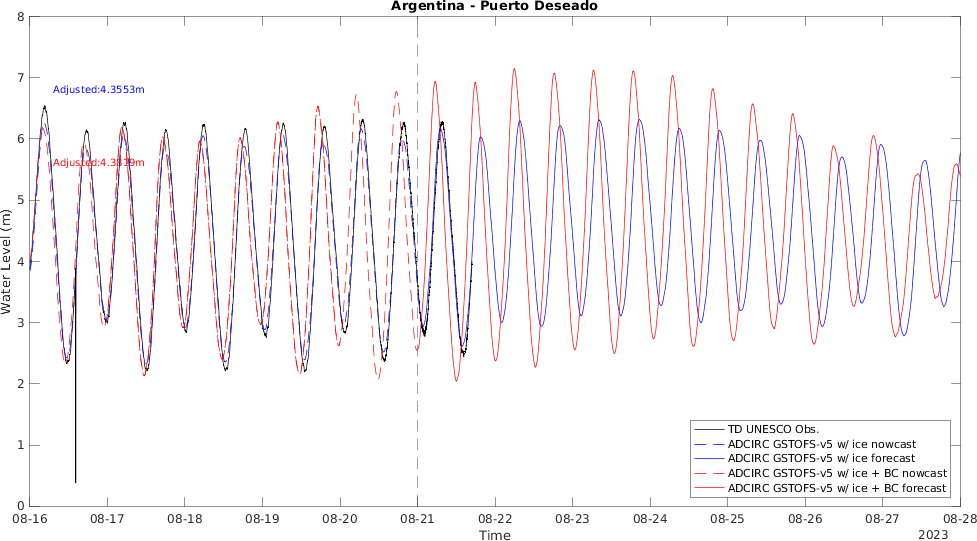 Argentina - Puerto Deseado
8
7
6
5
4
3
2
1
0
Water Level (m)
Adjusted:4.3553m
Adjusted:4.3819m
TD UNESCO Obs.
ADCIRC GSTOFS-v5 w/ ice nowcast
ADCIRC GSTOFS-v5 w/ ice forecast
ADCIRC GSTOFS-v5 w/ ice + BC nowcast
ADCIRC GSTOFS-v5 w/ ice + BC forecast
08-16 08-17 08-18 08-19 08-20 08-21 08-22 08-23 08-24 08-25 08-26 08-27 08-28
Time
2023